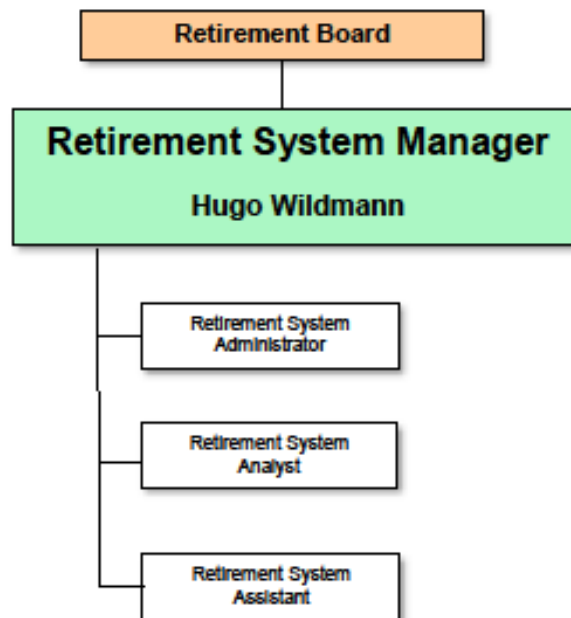 Retirement Board
Retirement System Manager
Hugo Wildmann
Retirement System
Administrator
Retirement System
Analyst
Retirement System
Assistant